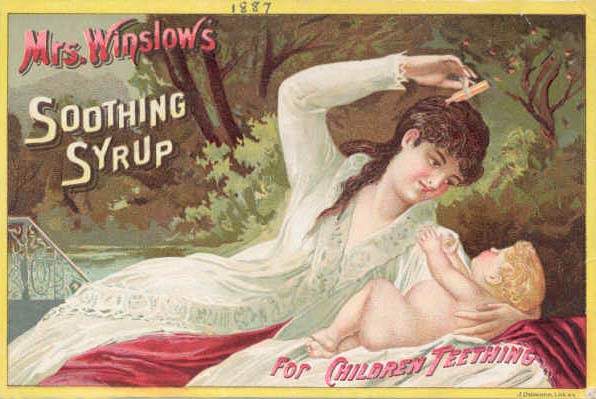 1887
Mrs. Winslow's
SOOTHING
SYRUP
FOR CHILDREN TEETHING